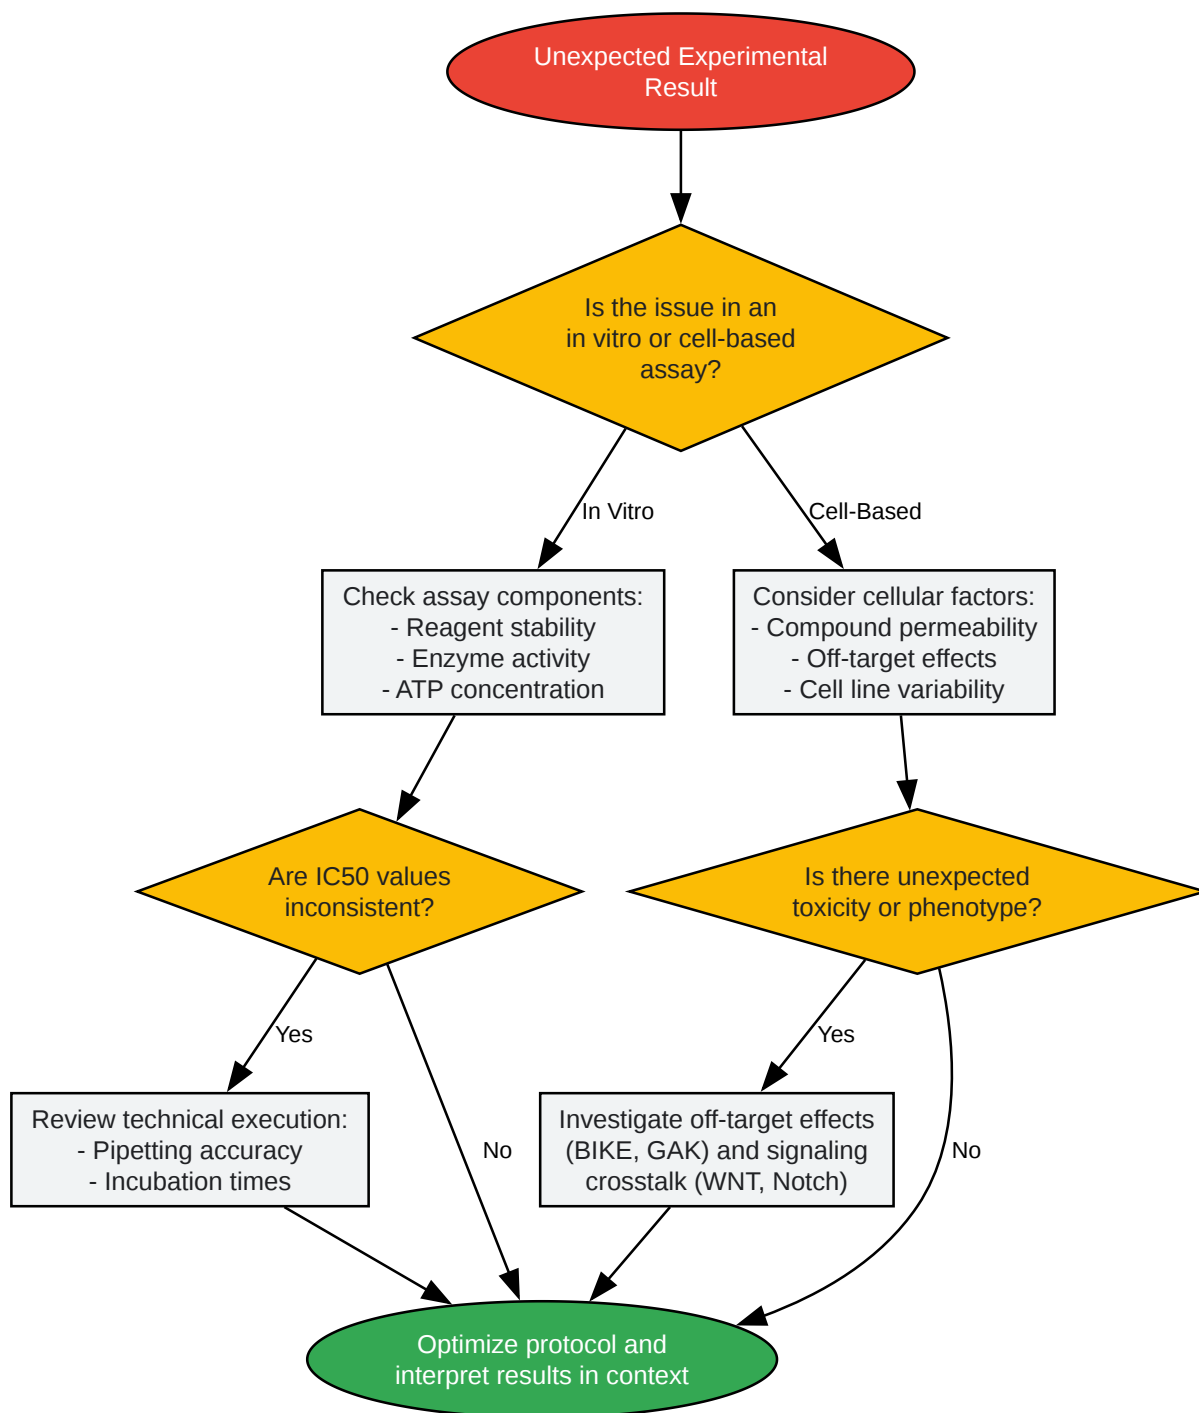 Unexpected Experimental
Result
Is the issue in an
in vitro or cell-based
assay?
In Vitro
Cell-Based
Check assay components:
- Reagent stability
- Enzyme activity
- ATP concentration
Consider cellular factors:
- Compound permeability
- Off-target effects
- Cell line variability
Are IC50 values
inconsistent?
Is there unexpected
toxicity or phenotype?
Yes
Yes
Review technical execution:
- Pipetting accuracy
- Incubation times
No
Investigate off-target effects
(BIKE, GAK) and signaling
crosstalk (WNT, Notch)
No
Optimize protocol and
interpret results in context